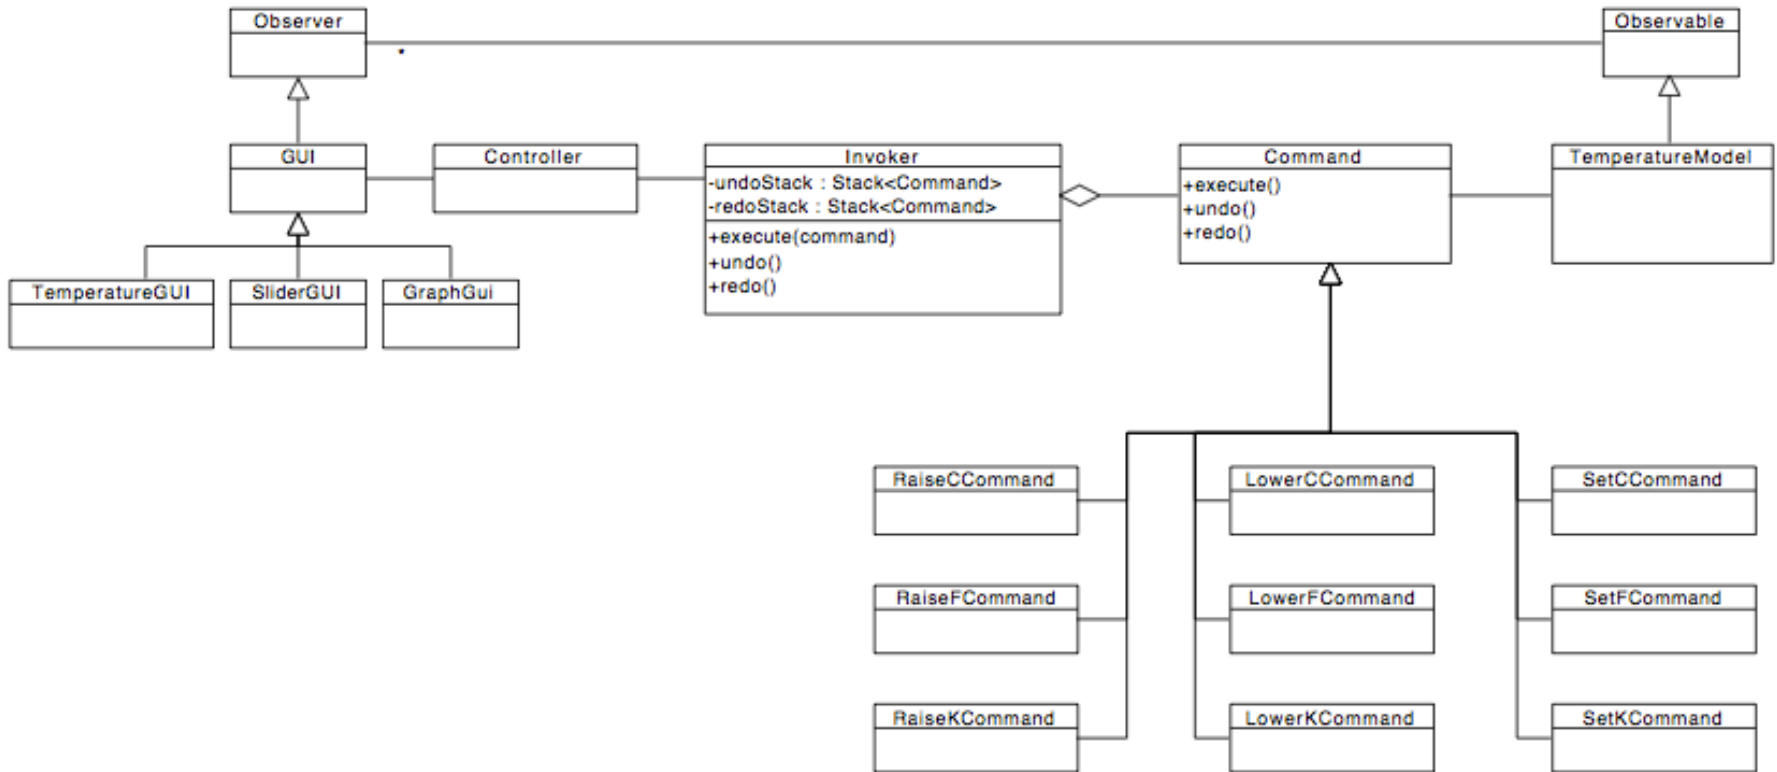 Observer
Observable
*
GUI
Controller
Invoker
-undoStack : Stack<Command>
-redoStack : Stack<Command>
+execute(command)
+undo()
+redo()
Command
+execute()
+undo()
+redo()
TemperatureModel
TemperatureGUI
SliderGUI
GraphGui
RaiseCCommand
LowerCCommand
SetCCommand
RaiseFCommand
LowerFCommand
SetFCommand
RaiseKCommand
LowerKCommand
SetKCommand